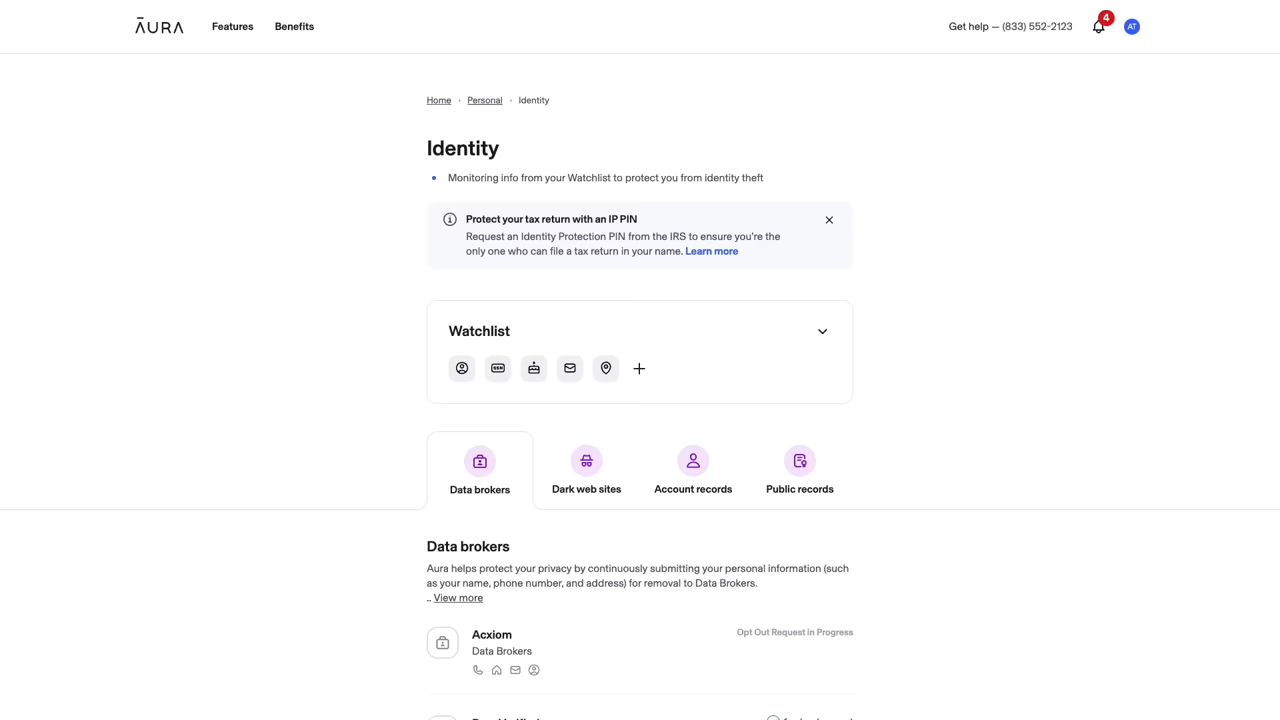 ĀURA Features Benefits Get help — (833) 552-2123 4 AT
Home › Personal › Identity
Identity
• Monitoring info from your Watchlist to protect you from identity theft
Protect your tax return with an IP PIN
Request an Identity Protection PIN from the IRS to ensure you're the
only one who can file a tax return in your name. Learn more
Watchlist
SSN
Data brokers Dark web sites Account records Public records
Data brokers
Aura helps protect your privacy by continuously submitting your personal information (such
as your name, phone number, and address) for removal to Data Brokers.
.. View more
Acxiom Opt Out Request in Progress
Data Brokers